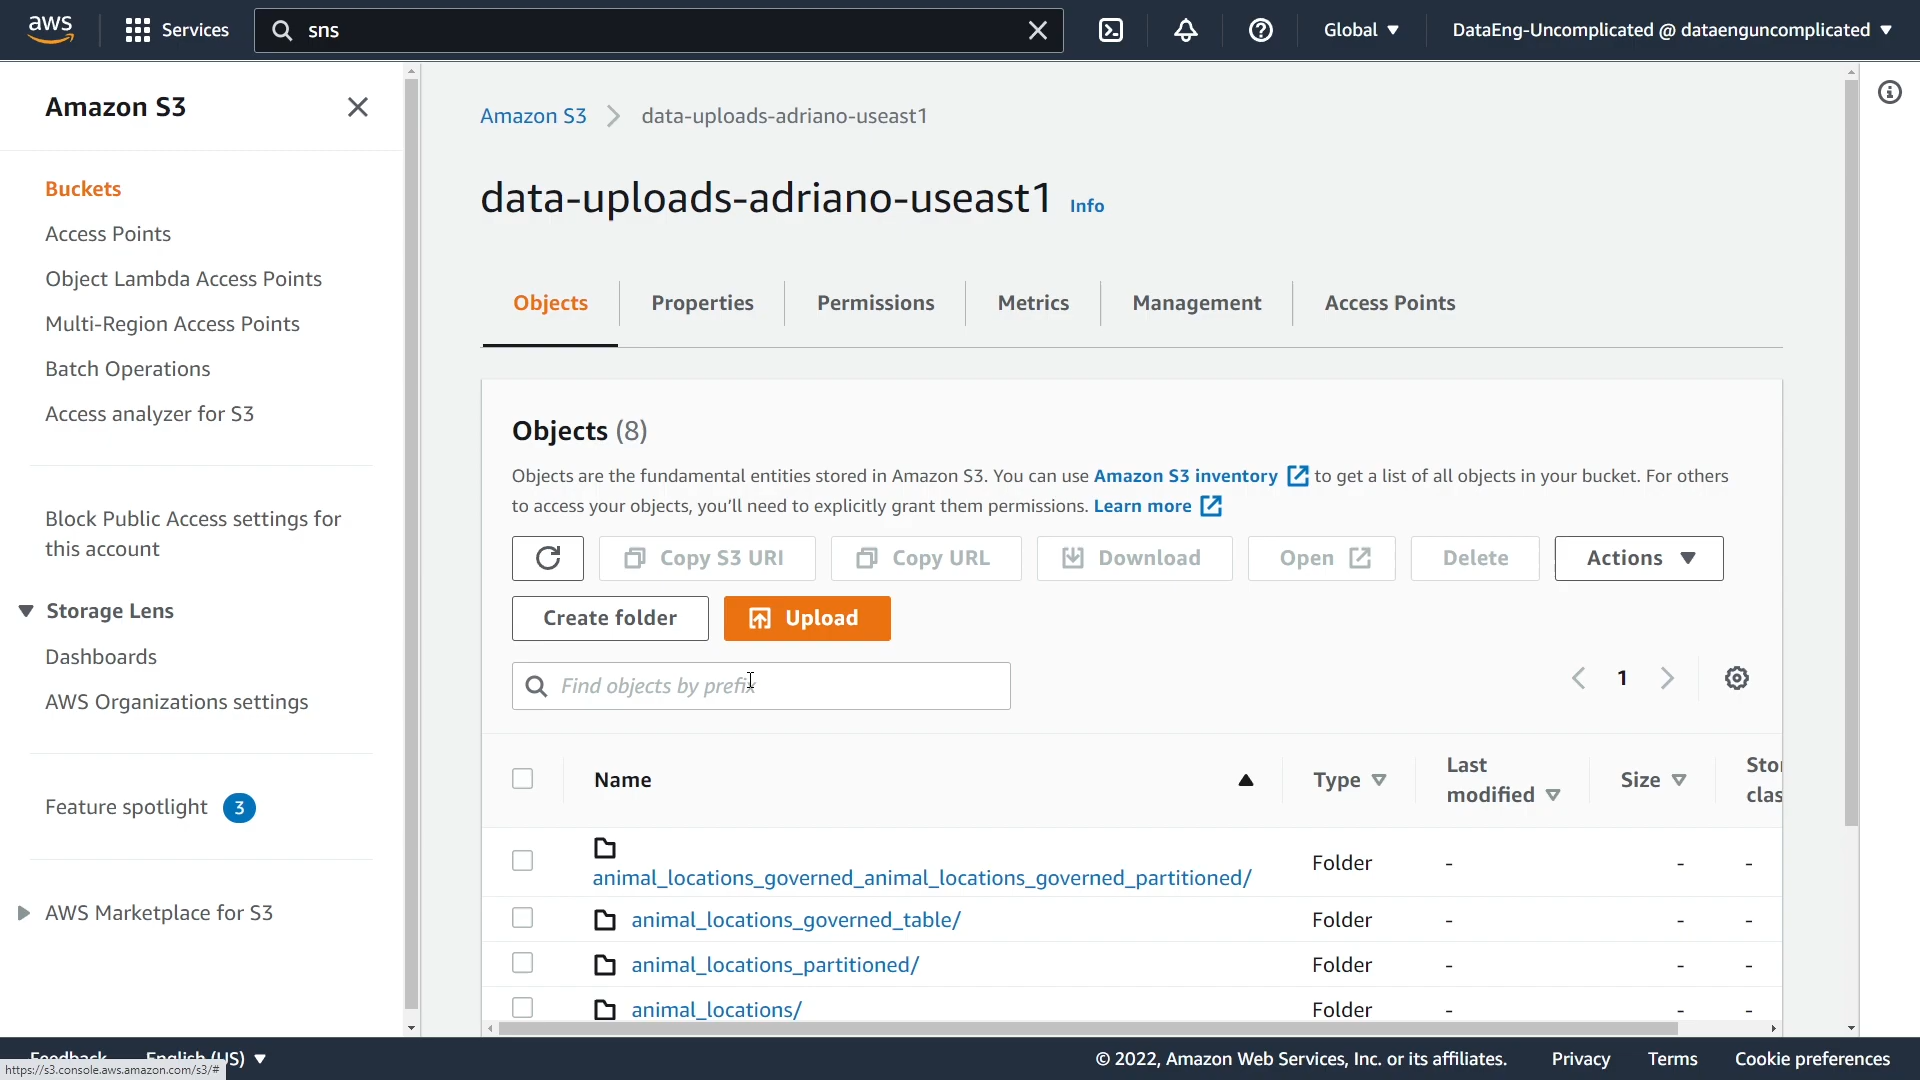 aws
Services
sns
Global
DataEng-Uncomplicated @ dataenguncomplicated
Amazon S3
Buckets
Access Points
Object Lambda Access Points
Multi-Region Access Points
Batch Operations
Access analyzer for S3
Block Public Access settings for
this account
Storage Lens
Dashboards
AWS Organizations settings
Feature spotlight 3
AWS Marketplace for S3
Amazon S3 data-uploads-adriano-useast1
data-uploads-adriano-useast1 Info
Objects Properties Permissions Metrics Management Access Points
Objects (8)
Objects are the fundamental entities stored in Amazon S3. You can use Amazon S3 inventory to get a list of all objects in your bucket. For others
to access your objects, you'll need to explicitly grant them permissions. Learn more
Copy S3 URI Copy URL Download Open Delete Actions
Create folder Upload
Find objects by prefix
1
Name Type Last modified Size Stor clas
animal_locations_governed_animal_locations_governed_partitioned/ Folder - - -
animal_locations_governed_table/ Folder - - -
animal_locations_partitioned/ Folder - - -
animal_locations/ Folder - - -
Feedback English (US)
© 2022, Amazon Web Services, Inc. or its affiliates. Privacy Terms Cookie preferences
https://s3.console.aws.amazon.com/s3/#